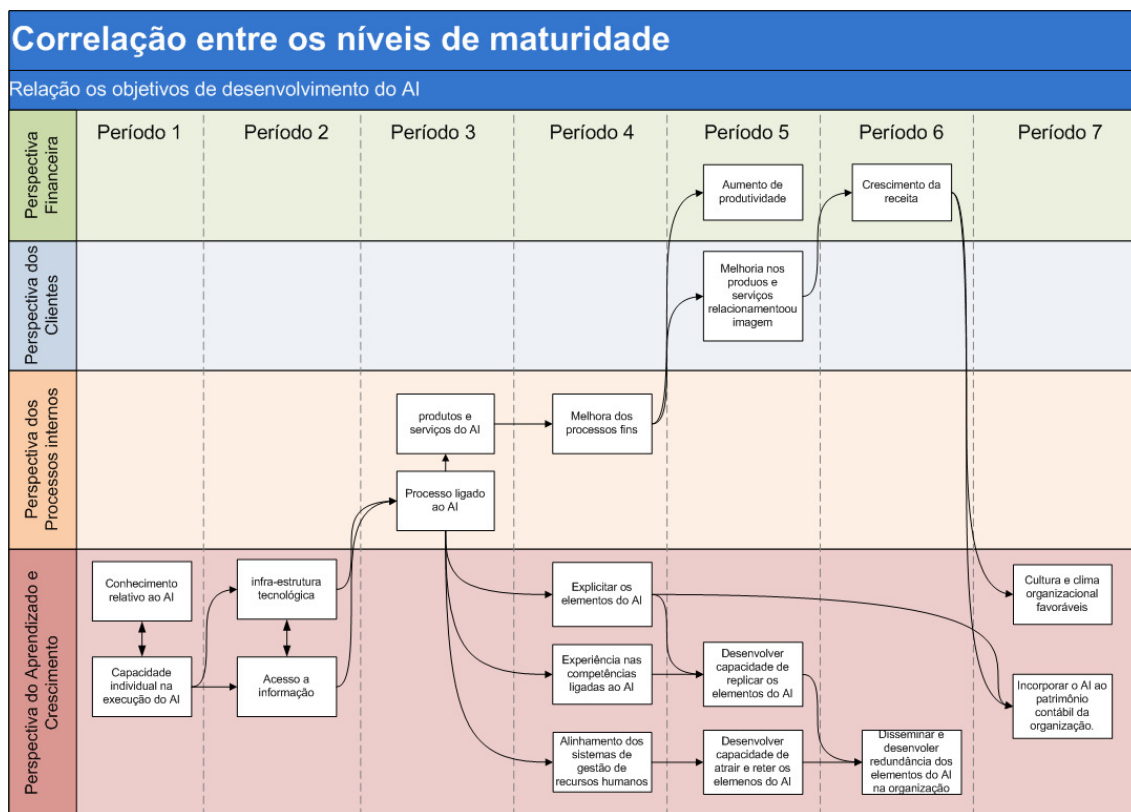 Correlação entre os níveis de maturidade
Relação os objetivos de desenvolvimento do AI
Período 1
Período 2
Período 3
Período 4
Período 5
Período 6
Período 7
Perspectiva
Financeira
Aumento de
produtividade
Crescimento da
receita
Perspectiva dos
Clientes
Melhoria nos
produos e
serviços
relacionamentoou
imagem
Perspectiva dos
Processos internos
produtos e
serviços do AI
Melhora dos
processos fins
Processo ligado
ao AI
Perspectiva do Aprendizado e
Crescimento
Conhecimento
relativo ao AI
infra-estrutura
tecnológica
Explicitar os
elementos do AI
Cultura e clima
organizacional
favoráveis
Capacidade
individual na
execução do AI
Acesso a
informação
Experiência nas
competências
ligadas ao AI
Desenvolver
capacidade de
replicar os
elementos do AI
Incorporar o AI ao
patrimônio
contábil da
organização.
Alinhamento dos
sistemas de
gestão de
recursos humanos
Desenvolver
capacidade de
atrair e reter os
elemenos do AI
Disseminar e
desenvoler
redundância dos
elementos do AI
na organização